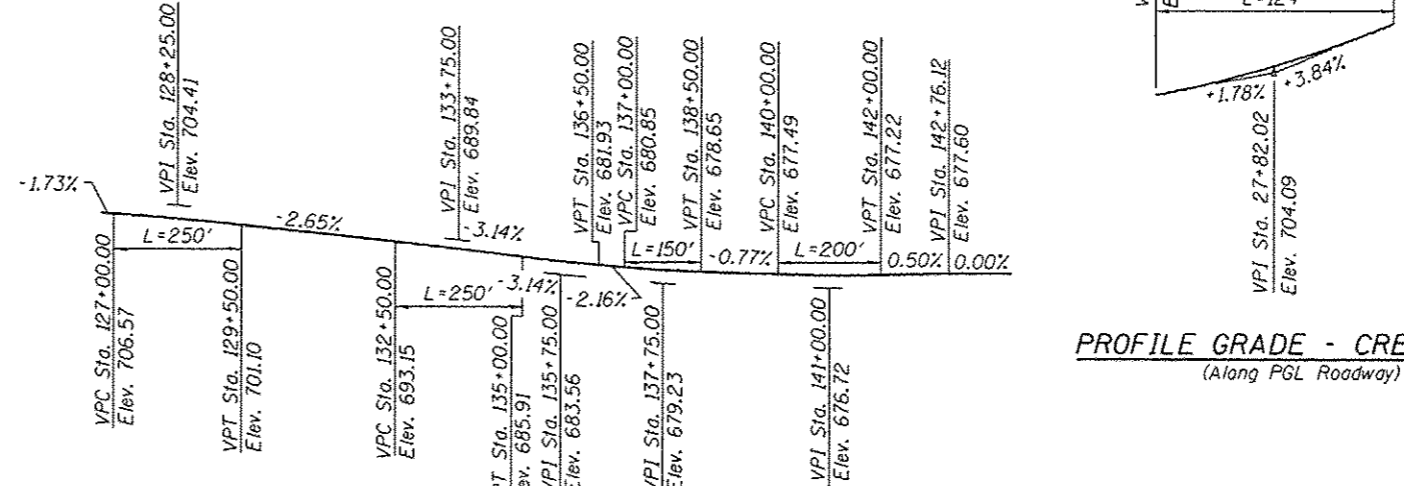 VPI Sta. 128+25.00
Elev. 704.41
VPI Sta. 133+75.00
Elev. 689.84
VPT Sta. 136+50.00
Elev. 681.93
VPC Sta. 137+00.00
Elev. 680.85
VPT Sta. 138+50.00
Elev. 678.65
VPC Sta. 140+00.00
Elev. 677.49
VPT Sta. 142+00.00
Elev. 677.22
VPI Sta. 142+76.12
Elev. 677.60
-1.73%
-2.65%
-3.14%
L=250'
L=150'
-0.77%
L=200'
0.50%
0.00%
-3.14%
-2.16%
L=250'
VPC Sta. 127+00.00
Elev. 706.57
VPT Sta. 129+50.00
Elev. 701.10
VPC Sta. 132+50.00
Elev. 693.15
Sta. 135+00.00
685.91
VPI Sta. 135+75.00
Elev. 683.56
VPI Sta. 137+75.00
Elev. 679.23
VPI Sta. 141+00.00
Elev. 676.72
+1.78%
+3.84%
VPI Sta. 27+82.02
Elev. 704.09
PROFILE GRADE - CRE
(Along PGL Roadway)